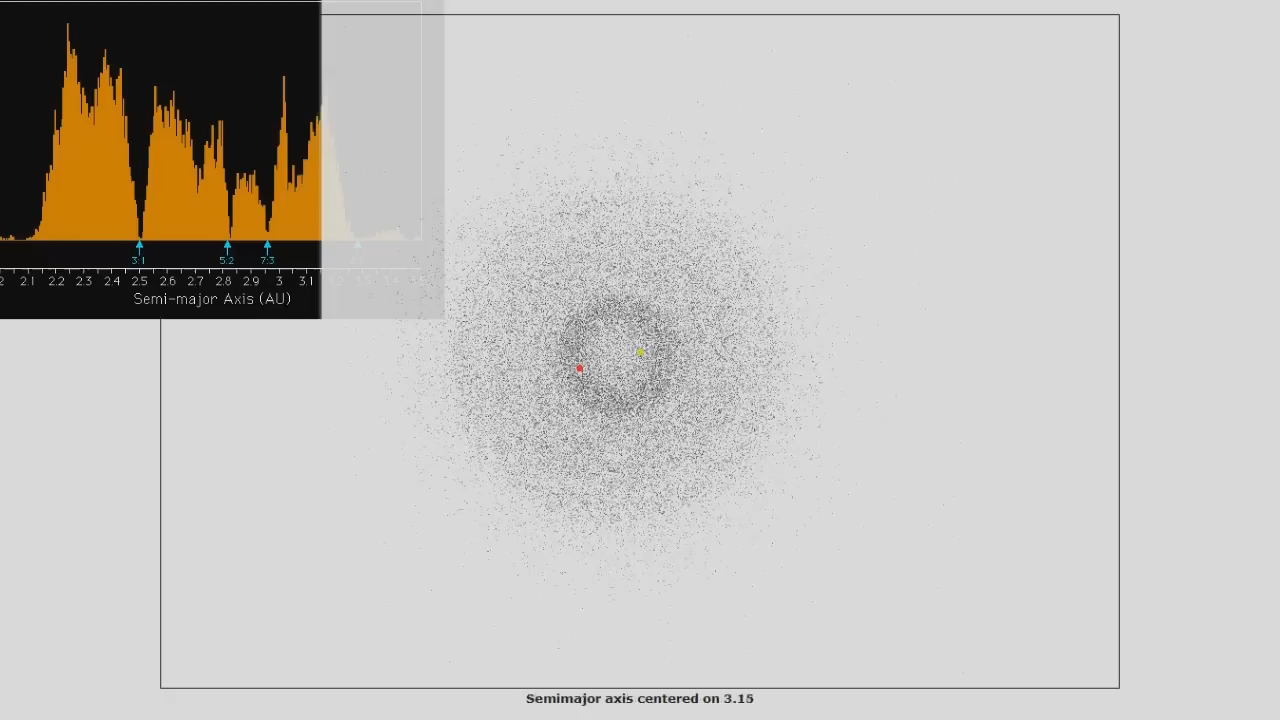 3:1 5:2 7:3
2 2.1 2.2 2.3 2.4 2.5 2.6 2.7 2.8 2.9 3 3.1
Semi-major Axis (AU)
Semimajor axis centered on 3.15